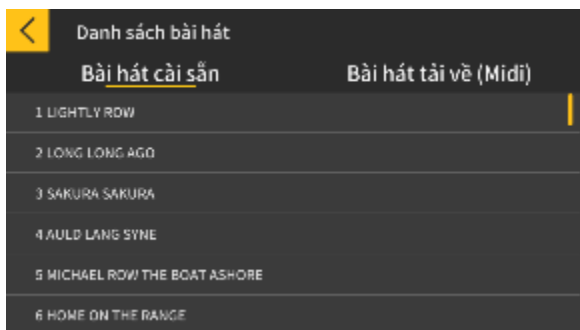 Danh sách bài hát
Bài hát cài sẵn
Bài hát tải về (Midi)
1 LIGHTLY ROW
2 LONG LONG AGO
3 SAKURA SAKURA
4 AULD LANG SYNE
5 MICHAEL ROW THE BOAT ASHORE
6 HOME ON THE RANGE